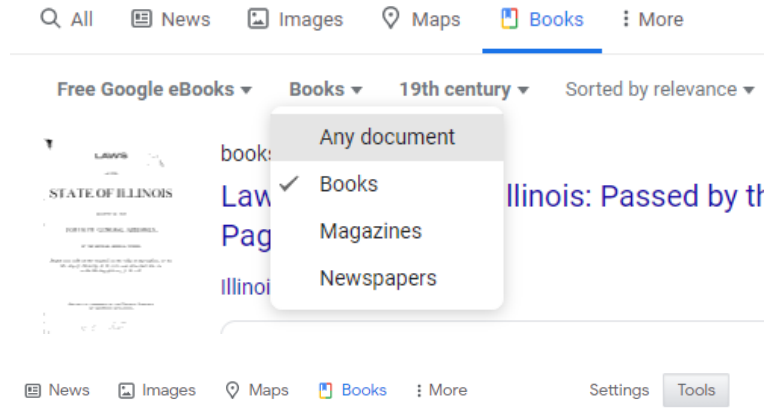 All News Images Maps Books More
Free Google eBooks Books 19th century Sorted by relevance
Any document
Books
Magazines
Newspapers
LAWS
STATE OF ILLINOIS
book
Law llinois: Passed by th
Pag
Illinoi
News Images Maps Books More Settings Tools